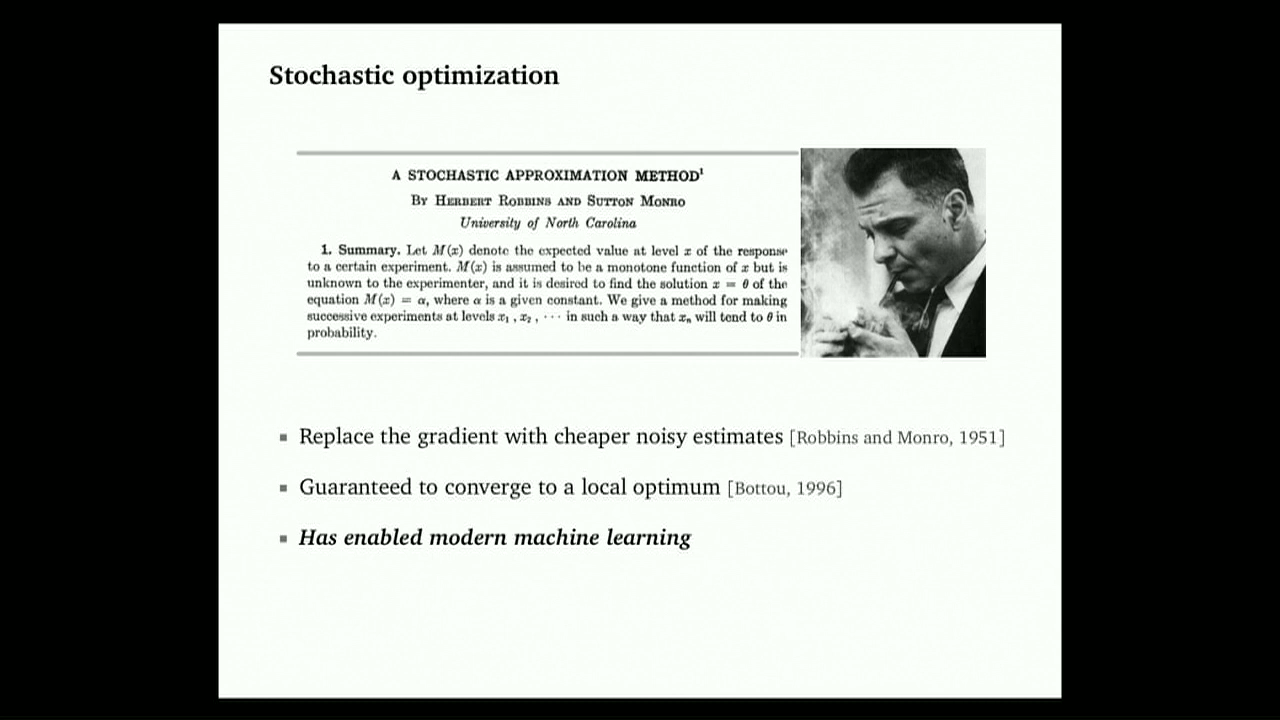 Stochastic optimization
A STOCHASTIC APPROXIMATION METHOD¹
By Herbert Robbins and Sutton Monro
University of North Carolina
1. Summary. Let M(x) denote the expected value at level x of the response
to a certain experiment. M(x) is assumed to be a monotone function of x but is
unknown to the experimenter, and it is desired to find the solution x = θ of the
equation M(x) = α, where α is a given constant. We give a method for making
successive experiments at levels x₁ , x₂ , ··· in such a way that xₙ will tend to θ in
probability.
▪ Replace the gradient with cheaper noisy estimates [Robbins and Monro, 1951]
▪ Guaranteed to converge to a local optimum [Bottou, 1996]
▪ Has enabled modern machine learning